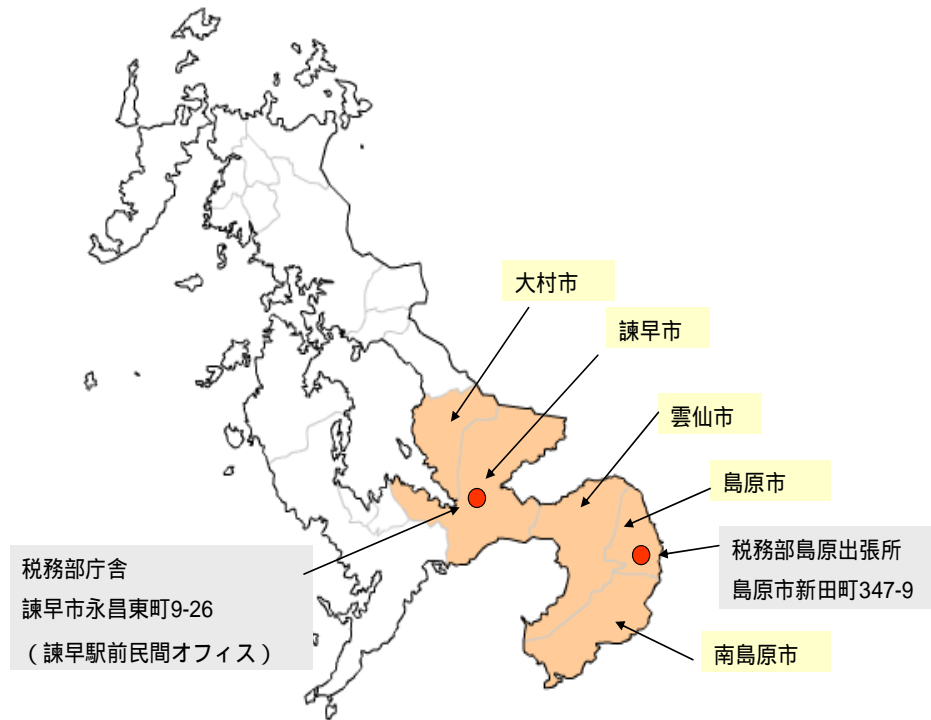 大村市
諫早市
雲仙市
島原市
税務部島原出張所
島原市新田町347-9
税務部庁舎
諫早市永昌東町9-26
（諫早駅前民間オフィス）
南島原市